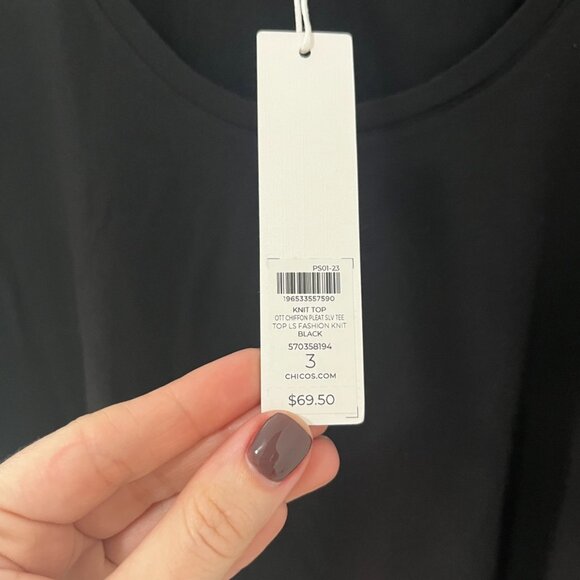 PS01-23
196533557590
KNIT TOP
OTT CHIFFON PLEAT SLV TEE
TOP LS FASHION KNIT
BLACK
570358194
3
CHICOS.COM
$69.50